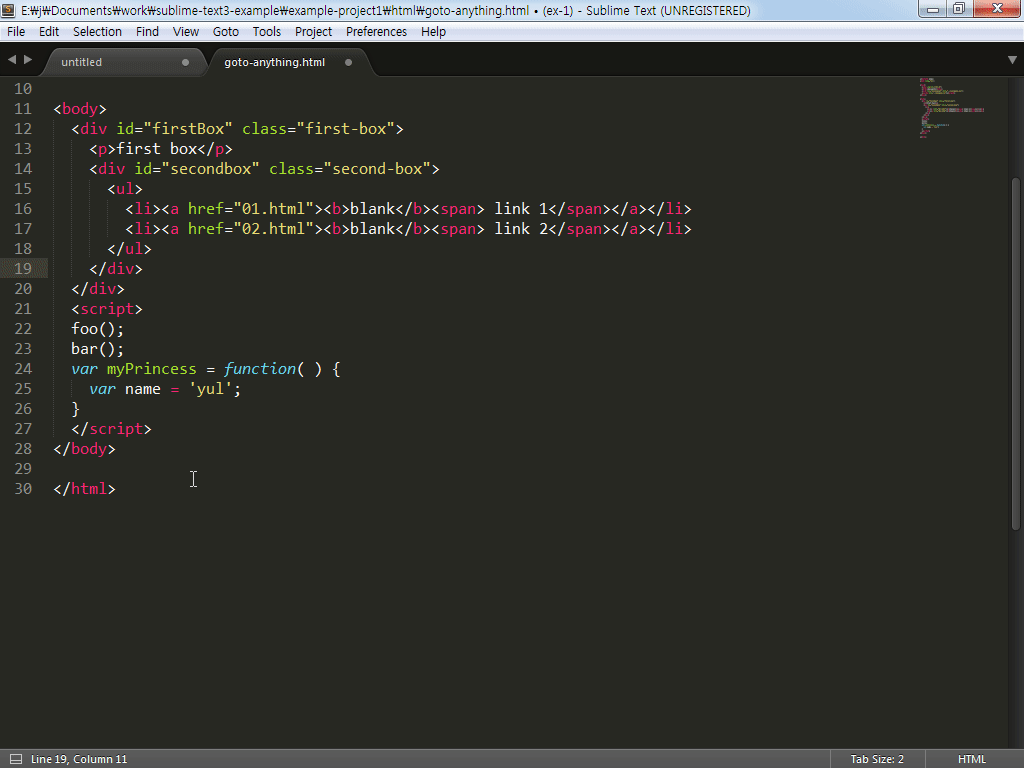 E:₩j₩Documents₩work₩sublime-text3-example₩example-project1₩html₩goto-anything.html • (ex-1) - Sublime Text (UNREGISTERED)
File Edit Selection Find View Goto Tools Project Preferences Help
untitled goto-anything.html
10
11 <body>
12 <div id="firstBox" class="first-box">
13 <p>first box</p>
14 <div id="secondbox" class="second-box">
15 <ul>
16 <li><a href="01.html"><b>blank</b><span> link 1</span></a></li>
17 <li><a href="02.html"><b>blank</b><span> link 2</span></a></li>
18 </ul>
19 </div>
20 </div>
21 <script>
22 foo();
23 bar();
24 var myPrincess = function( ) {
25 var name = 'yul';
26 }
27 </script>
28 </body>
29
30 </html>
Line 19, Column 11 Tab Size: 2 HTML